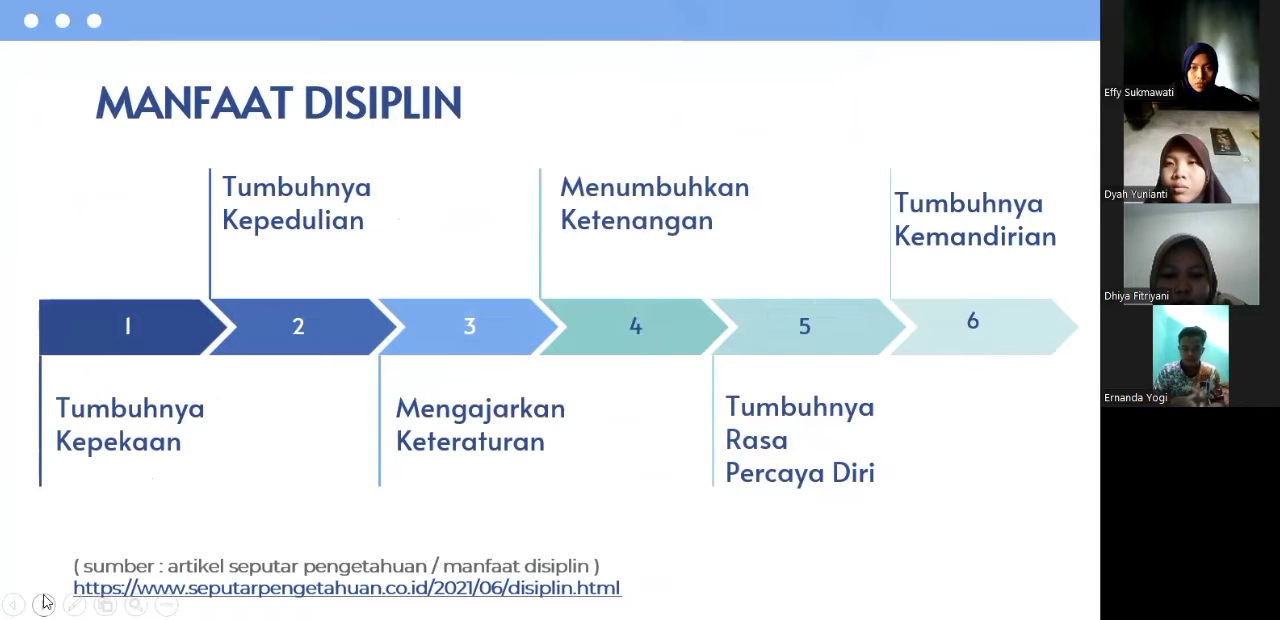 MANFAAT DISIPLIN
Tumbuhnya
Kepedulian
Menumbuhkan
Ketenangan
Tumbuhnya
Kemandirian
1
2
3
4
5
6
Tumbuhnya
Kepekaan
Mengajarkan
Keteraturan
Tumbuhnya
Rasa
Percaya Diri
( sumber : artikel seputar pengetahuan / manfaat disiplin )
https://www.seputarpengetahuan.co.id/2021/06/disiplin.html
Effy Sukmawati
Dyah Yunianti
Dhiya Fitriyani
Ernanda Yogi